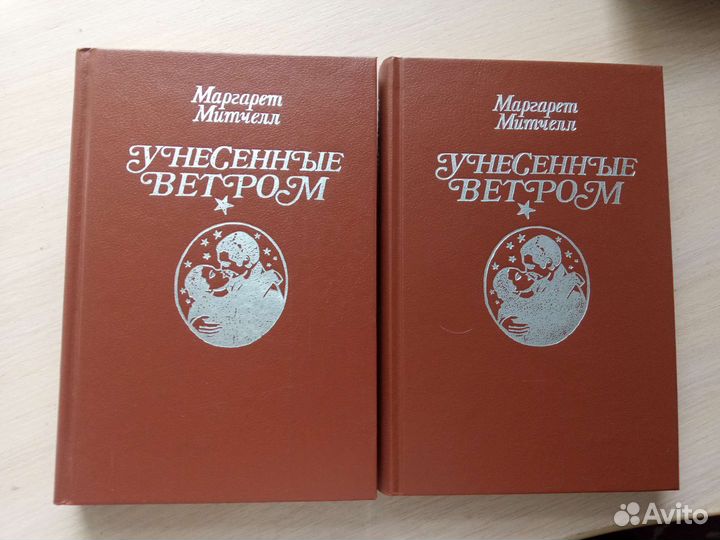 Маргарет
Митчелл
УНЕСЕННЫЕ
ВЕТРОМ
Маргарет
Митчелл
УНЕСЕННЫЕ
ВЕТРОМ
Avito